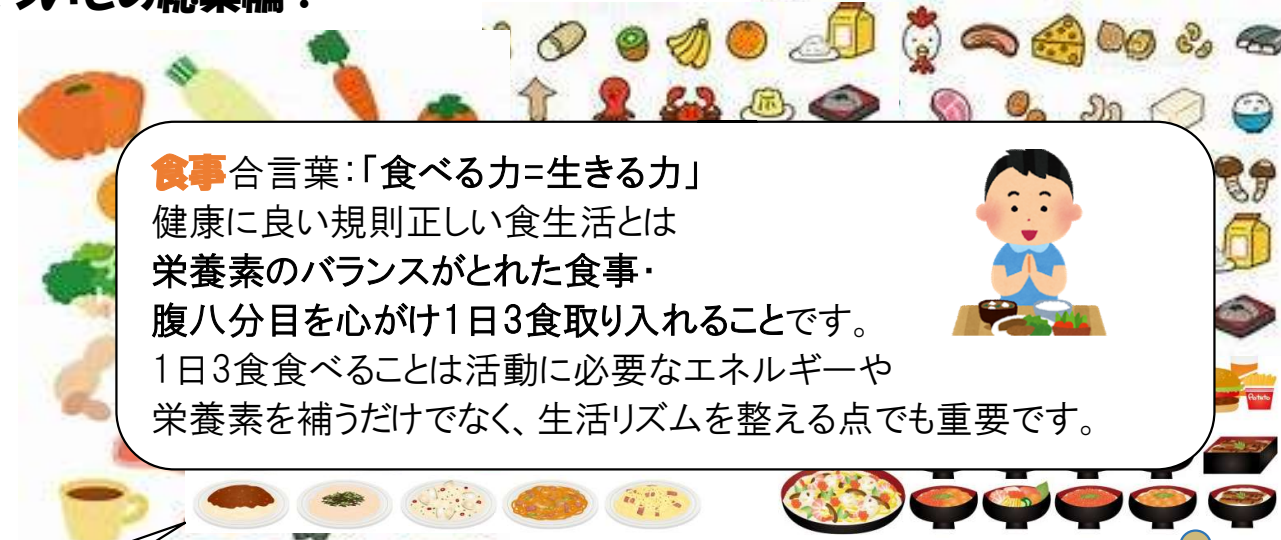 食事合言葉:「食べる力=生きる力」
健康に良い規則正しい食生活とは
栄養素のバランスがとれた食事・
腹八分目を心がけ1日3食取り入れることです。
1日3食食べることは活動に必要なエネルギーや
栄養素を補うだけでなく、生活リズムを整える点でも重要です。
Potato